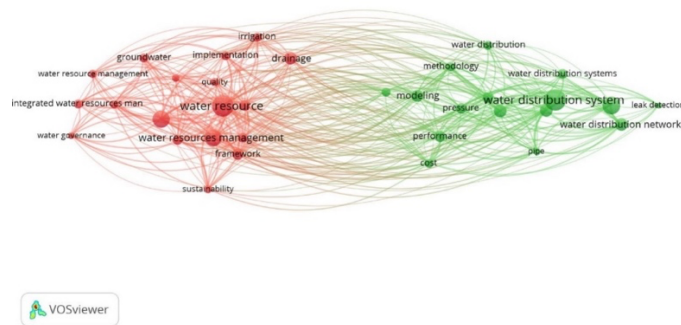 irrigation
groundwater
implementation
drainage
water resource management
quality
integrated water resources man
water resource
water governance
water resources management
framework
sustainability
water distribution
methodology
water distribution systems
modeling
pressure
water distribution system
leak detection
water distribution network
performance
pipe
cost
VOSviewer